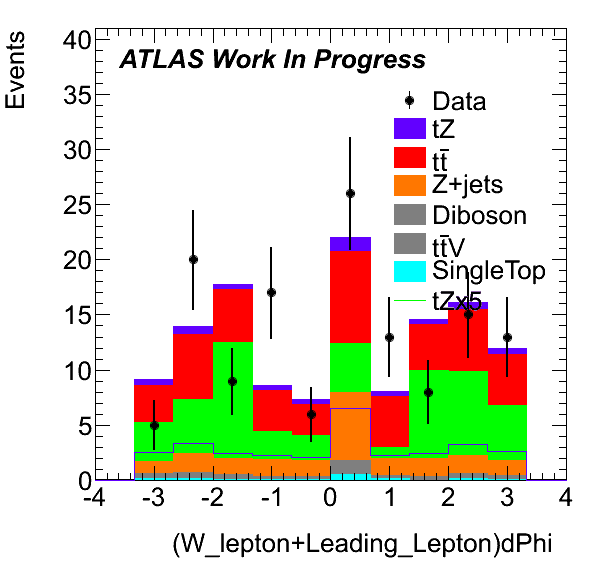 Events
40
35
30
25
20
15
10
5
0
ATLAS Work In Progress
Data
tZ
tt̄
Z+jets
Diboson
tt̄V
SingleTop
tZx5
-4 -3 -2 -1 0 1 2 3 4
(W_lepton+Leading_Lepton)dPhi